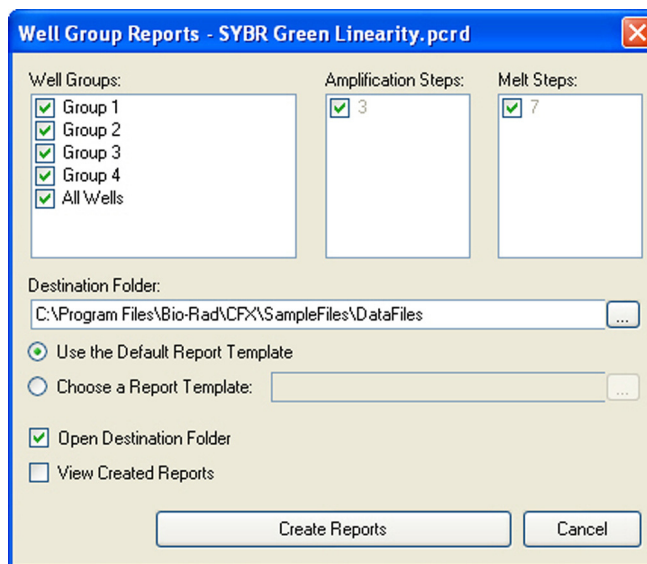 Well Group Reports - SYBR Green Linearity.pcrd
Well Groups:
Amplification Steps:
Melt Steps:
Group 1
Group 2
Group 3
Group 4
All Wells
3
7
Destination Folder:
C:\Program Files\Bio-Rad\CFX\SampleFiles\DataFiles
...
Use the Default Report Template
Choose a Report Template:
...
Open Destination Folder
View Created Reports
Create Reports
Cancel